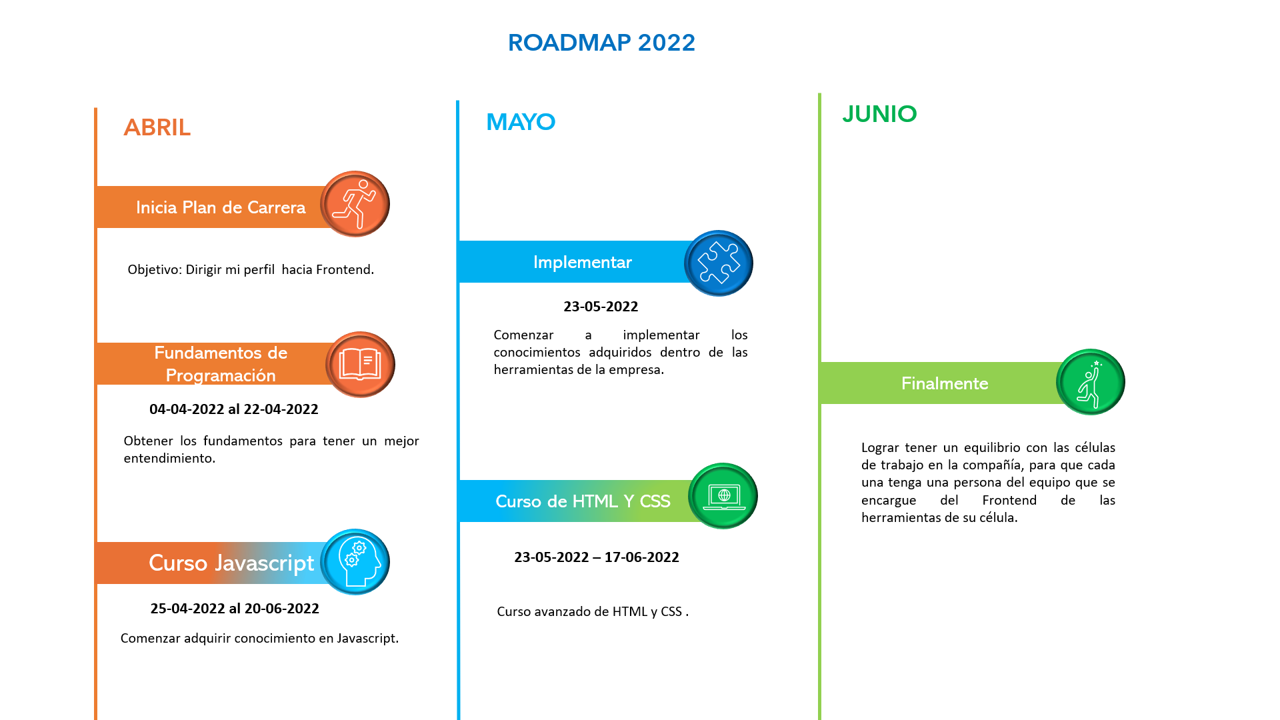 ROADMAP 2022
ABRIL
Inicia Plan de Carrera
Objetivo: Dirigir mi perfil  hacia Frontend.
Fundamentos de
Programación
04-04-2022 al 22-04-2022
Obtener los fundamentos para tener un mejor
entendimiento.
Curso Javascript
25-04-2022 al 20-06-2022
Comenzar adquirir conocimiento en Javascript.
MAYO
Implementar
23-05-2022
Comenzar a implementar los
conocimientos adquiridos dentro de las
herramientas de la empresa.
Curso de HTML Y CSS
23-05-2022 – 17-06-2022
Curso avanzado de HTML y CSS .
JUNIO
Finalmente
Lograr tener un equilibrio con las células
de trabajo en la compañía, para que cada
una tenga una persona del equipo que se
encargue del Frontend de las
herramientas de su célula.